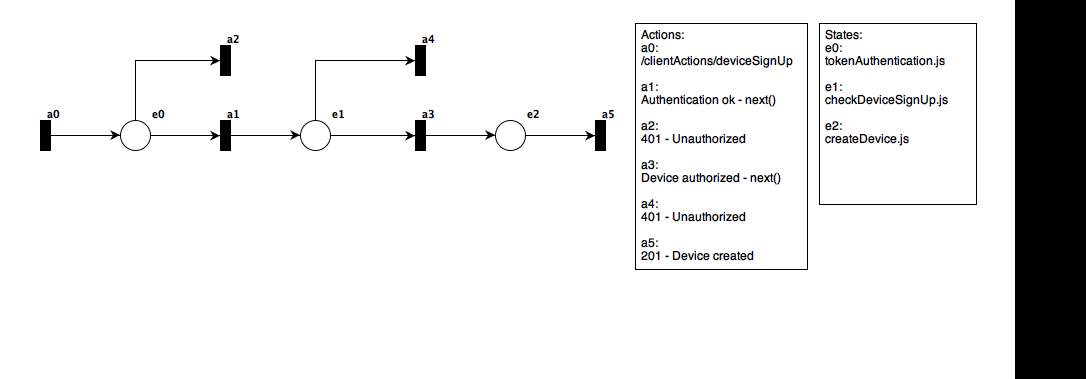 a2
a4
a0
e0
a1
e1
a3
e2
a5
Actions:
a0:
/clientActions/deviceSignUp
a1:
Authentication ok - next()
a2:
401 - Unauthorized
a3:
Device authorized - next()
a4:
401 - Unauthorized
a5:
201 - Device created
States:
e0:
tokenAuthentication.js
e1:
checkDeviceSignUp.js
e2:
createDevice.js